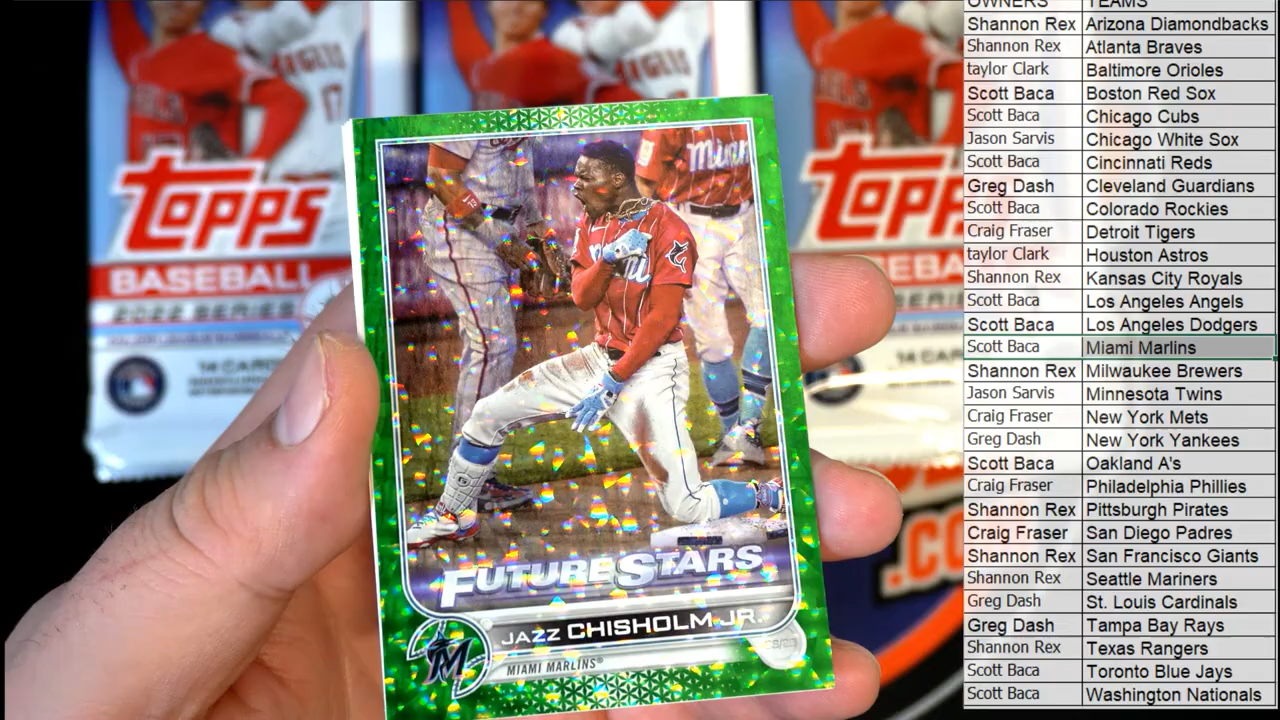 OWNERS TEAMS
Shannon Rex Arizona Diamondbacks
Shannon Rex Atlanta Braves
taylor Clark Baltimore Orioles
Scott Baca Boston Red Sox
Scott Baca Chicago Cubs
Jason Sarvis Chicago White Sox
Scott Baca Cincinnati Reds
Greg Dash Cleveland Guardians
Scott Baca Colorado Rockies
Craig Fraser Detroit Tigers
taylor Clark Houston Astros
Shannon Rex Kansas City Royals
Scott Baca Los Angeles Angels
Scott Baca Los Angeles Dodgers
Scott Baca Miami Marlins
Shannon Rex Milwaukee Brewers
Jason Sarvis Minnesota Twins
Craig Fraser New York Mets
Greg Dash New York Yankees
Scott Baca Oakland A's
Craig Fraser Philadelphia Phillies
Shannon Rex Pittsburgh Pirates
Craig Fraser San Diego Padres
Shannon Rex San Francisco Giants
Shannon Rex Seattle Mariners
Greg Dash St. Louis Cardinals
Greg Dash Tampa Bay Rays
Shannon Rex Texas Rangers
Scott Baca Toronto Blue Jays
Scott Baca Washington Nationals
TOPPS
BASEBALL
2022 SERIES
FUTURE STARS
JAZZ CHISHOLM JR.
M
MIAMI MARLINS®
.CO